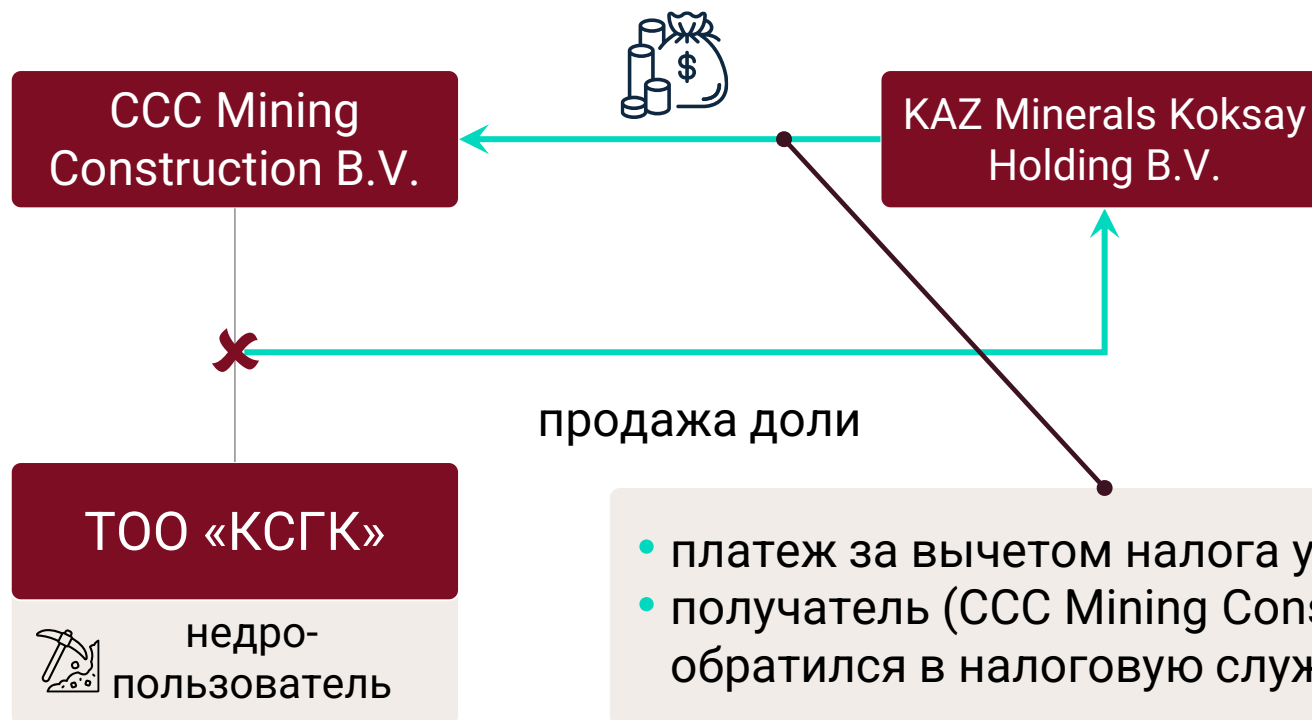 $
CCC Mining
Construction B.V.
KAZ Minerals Koksay
Holding B.V.
продажа доли
ТОО «КСГК»
недро-
пользователь
• платеж за вычетом налога у
• получатель (CCC Mining Cons
обратился в налоговую служ